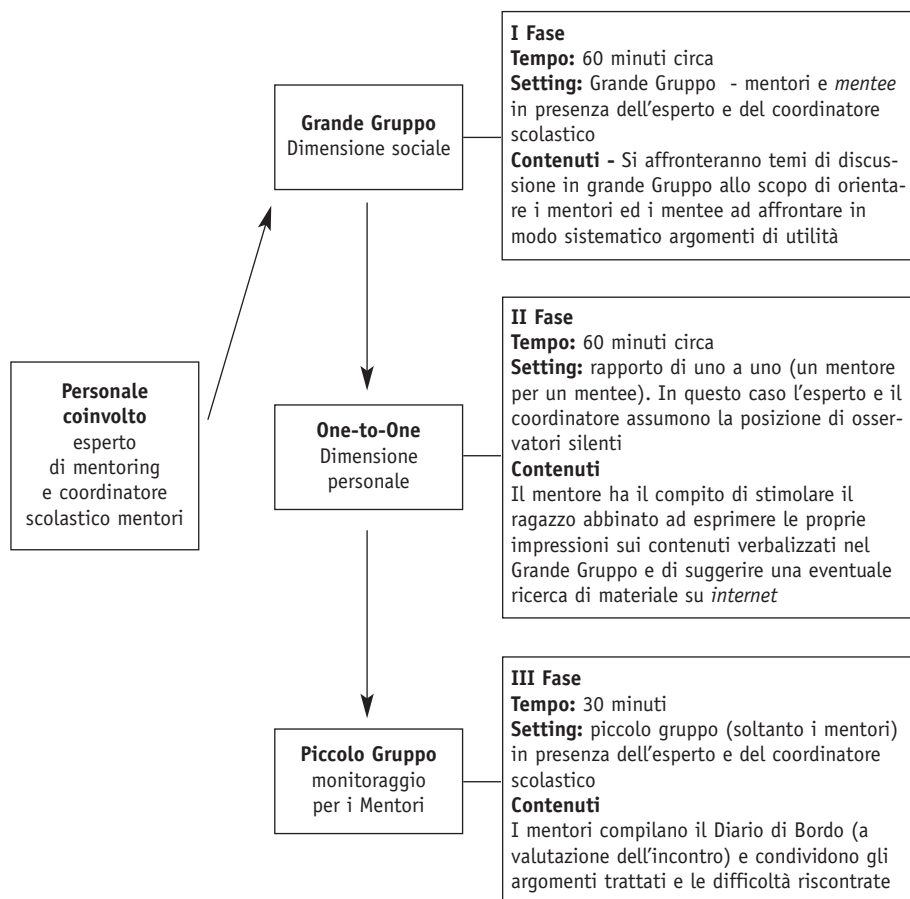 I Fase
Tempo: 60 minuti circa
Setting: Grande Gruppo - mentori e mentee
in presenza dell'esperto e del coordinatore
scolastico
Contenuti - Si affronteranno temi di discus-
sione in grande Gruppo allo scopo di orienta-
re i mentori ed i mentee ad affrontare in
modo sistematico argomenti di utilità
Grande Gruppo
Dimensione sociale
Personale
coinvolto
esperto
di mentoring
e coordinatore
scolastico mentori
One-to-One
Dimensione
personale
II Fase
Tempo: 60 minuti circa
Setting: rapporto di uno a uno (un mentore
per un mentee). In questo caso l'esperto e il
coordinatore assumono la posizione di osser-
vatori silenti
Contenuti
Il mentore ha il compito di stimolare il
ragazzo abbinato ad esprimere le proprie
impressioni sui contenuti verbalizzati nel
Grande Gruppo e di suggerire una eventuale
ricerca di materiale su internet
Piccolo Gruppo
monitoraggio
per i Mentori
III Fase
Tempo: 30 minuti
Setting: piccolo gruppo (soltanto i mentori)
in presenza dell'esperto e del coordinatore
scolastico
Contenuti
I mentori compilano il Diario di Bordo (a
valutazione dell'incontro) e condividono gli
argomenti trattati e le difficoltà riscontrate